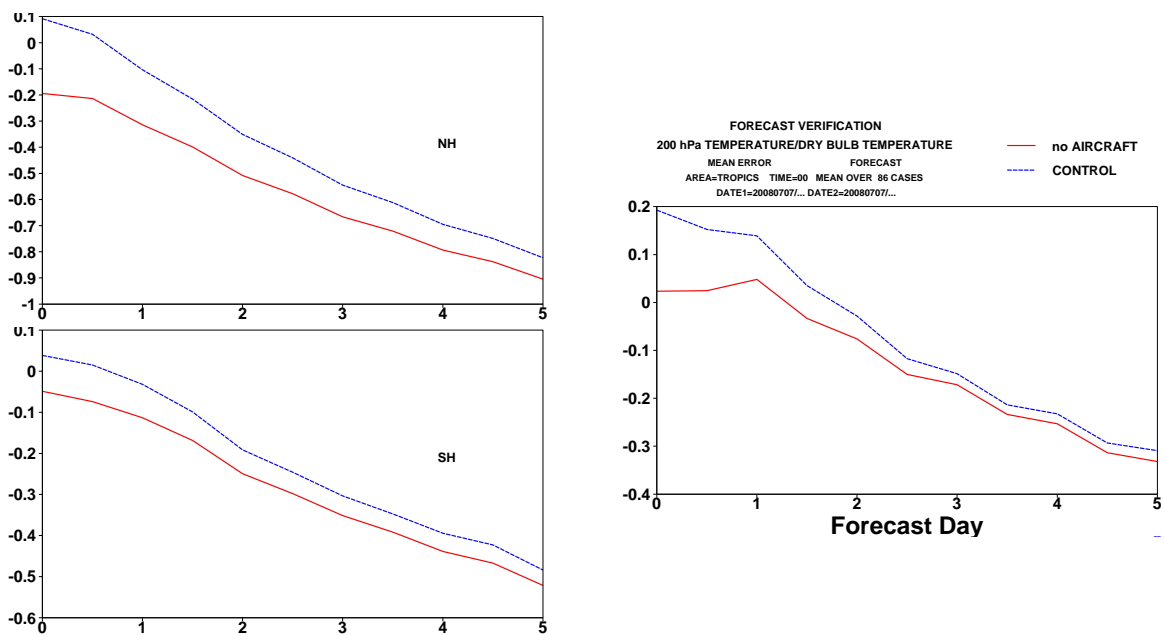 0.1
0
-0.1
-0.2
-0.3
-0.4
-0.5
-0.6
-0.7
-0.8
-0.9
-1
NH
0 1 2 3 4 5
0.1
0
-0.1
-0.2
-0.3
-0.4
-0.5
-0.6
SH
0 1 2 3 4 5
FORECAST VERIFICATION
200 hPa TEMPERATURE/DRY BULB TEMPERATURE
MEAN ERROR FORECAST
AREA=TROPICS TIME=00 MEAN OVER 86 CASES
DATE1=20080707/... DATE2=20080707/...
no AIRCRAFT
CONTROL
0.2
0.1
0
-0.1
-0.2
-0.3
-0.4
0 1 2 3 4 5
Forecast Day